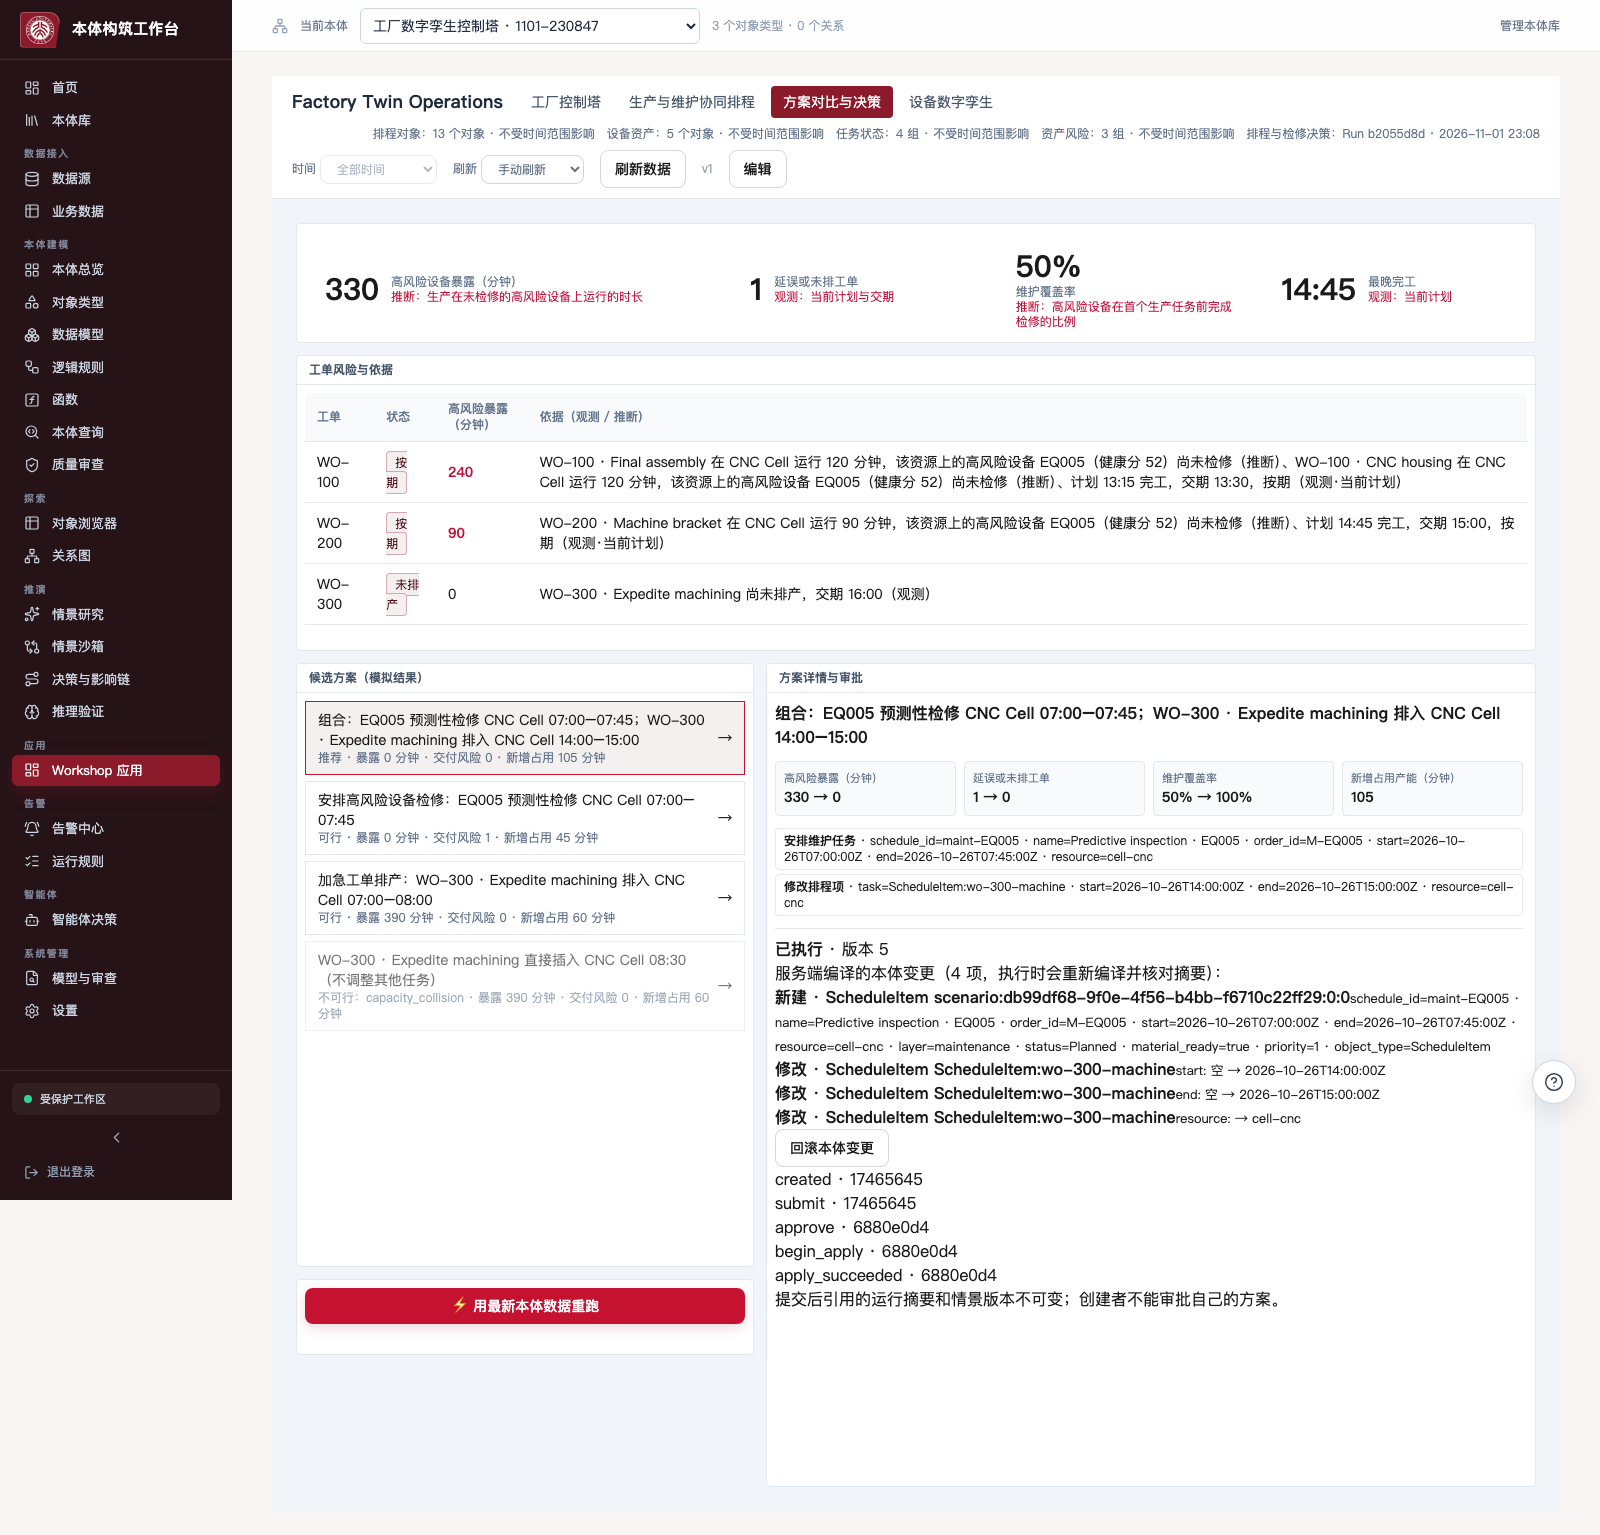 本体构筑工作台
首页
本体库
数据接入
数据源
业务数据
本体建模
本体总览
对象类型
数据模型
逻辑规则
函数
本体查询
质量审查
探索
对象浏览器
关系图
推演
情景研究
情景沙箱
决策与影响链
推理验证
应用
Workshop 应用
告警
告警中心
运行规则
智能体
智能体决策
系统管理
模型与审查
设置
受保护工作区
退出登录
当前本体 工厂数字孪生控制塔 · 1101-230847 3 个对象类型 · 0 个关系 管理本体库
Factory Twin Operations 工厂控制塔 生产与维护协同排程 方案对比与决策 设备数字孪生
排程对象：13 个对象 · 不受时间范围影响 设备资产：5 个对象 · 不受时间范围影响 任务状态：4 组 · 不受时间范围影响 资产风险：3 组 · 不受时间范围影响 排程与检修决策：Run b2055d8d · 2026-11-01 23:08
时间 全部时间 刷新 手动刷新 刷新数据 v1 编辑
330 高风险设备暴露（分钟）
推断：生产在未检修的高风险设备上运行的时长
1 延误或未排工单
观测：当前计划与交期
50%
维护覆盖率
推断：高风险设备在首个生产任务前完成
检修的比例
14:45 最晚完工
观测：当前计划
工单风险与依据
工单 状态 高风险暴露（分钟） 依据（观测 / 推断）
WO-100 按期 240 WO-100 · Final assembly 在 CNC Cell 运行 120 分钟，该资源上的高风险设备 EQ005（健康分 52）尚未检修（推断）、WO-100 · CNC housing 在 CNC
Cell 运行 120 分钟，该资源上的高风险设备 EQ005（健康分 52）尚未检修（推断）、计划 13:15 完工，交期 13:30，按期（观测·当前计划）
WO-200 按期 90 WO-200 · Machine bracket 在 CNC Cell 运行 90 分钟，该资源上的高风险设备 EQ005（健康分 52）尚未检修（推断）、计划 14:45 完工，交期 15:00，按
期（观测·当前计划）
WO-300 未排产 0 WO-300 · Expedite machining 尚未排产，交期 16:00（观测）
候选方案（模拟结果）
组合：EQ005 预测性检修 CNC Cell 07:00—07:45；WO-300
· Expedite machining 排入 CNC Cell 14:00—15:00 →
推荐 · 暴露 0 分钟 · 交付风险 0 · 新增占用 105 分钟
安排高风险设备检修：EQ005 预测性检修 CNC Cell 07:00—
07:45 →
可行 · 暴露 0 分钟 · 交付风险 1 · 新增占用 45 分钟
加急工单排产：WO-300 · Expedite machining 排入 CNC
Cell 07:00—08:00 →
可行 · 暴露 390 分钟 · 交付风险 0 · 新增占用 60 分钟
WO-300 · Expedite machining 直接插入 CNC Cell 08:30
（不调整其他任务） →
不可行：capacity_collision · 暴露 390 分钟 · 交付风险 0 · 新增占用 60
分钟
⚡ 用最新本体数据重跑
方案详情与审批
组合：EQ005 预测性检修 CNC Cell 07:00—07:45；WO-300 · Expedite machining 排入 CNC Cell
14:00—15:00
高风险暴露（分钟） 延误或未排工单 维护覆盖率 新增占用产能（分钟）
330 → 0 1 → 0 50% → 100% 105
安排维护任务 · schedule_id=maint-EQ005 · name=Predictive inspection · EQ005 · order_id=M-EQ005 · start=2026-10-
26T07:00:00Z · end=2026-10-26T07:45:00Z · resource=cell-cnc
修改排程项 · task=ScheduleItem:wo-300-machine · start=2026-10-26T14:00:00Z · end=2026-10-26T15:00:00Z · resource=cell-
cnc
已执行 · 版本 5
服务端编译的本体变更（4 项，执行时会重新编译并核对摘要）：
新建 · ScheduleItem scenario:db99df68-9f0e-4f56-b4bb-f6710c22ff29:0:0schedule_id=maint-EQ005 ·
name=Predictive inspection · EQ005 · order_id=M-EQ005 · start=2026-10-26T07:00:00Z · end=2026-10-26T07:45:00Z ·
resource=cell-cnc · layer=maintenance · status=Planned · material_ready=true · priority=1 · object_type=ScheduleItem
修改 · ScheduleItem ScheduleItem:wo-300-machinestart: 空 → 2026-10-26T14:00:00Z
修改 · ScheduleItem ScheduleItem:wo-300-machineend: 空 → 2026-10-26T15:00:00Z
修改 · ScheduleItem ScheduleItem:wo-300-machineresource: → cell-cnc
回滚本体变更
created · 17465645
submit · 17465645
approve · 6880e0d4
begin_apply · 6880e0d4
apply_succeeded · 6880e0d4
提交后引用的运行摘要和情景版本不可变；创建者不能审批自己的方案。